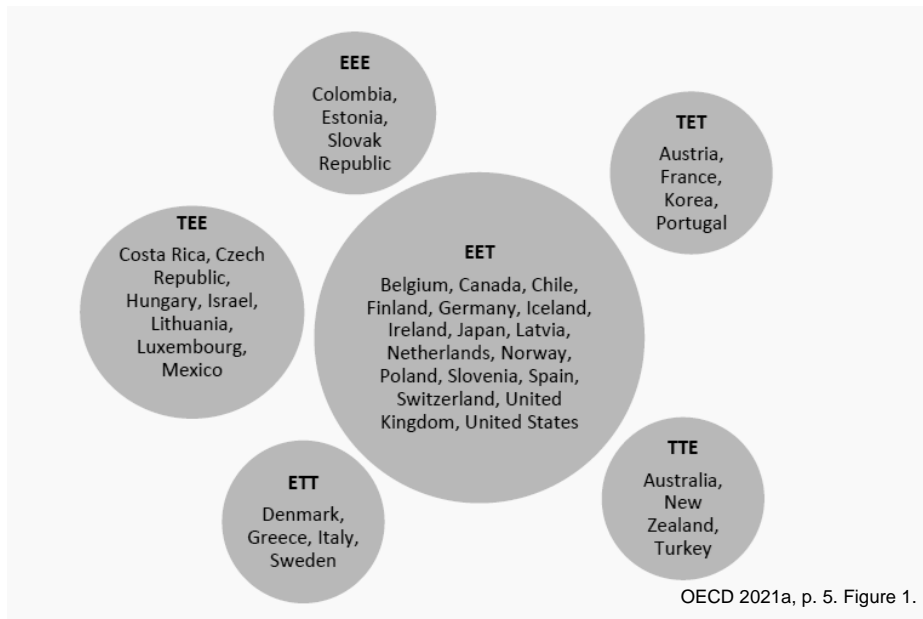 EEE
Colombia,
Estonia,
Slovak
Republic
TET
Austria,
France,
Korea,
Portugal
TEE
Costa Rica, Czech
Republic,
Hungary, Israel,
Lithuania,
Luxembourg,
Mexico
EET
Belgium, Canada, Chile,
Finland, Germany, Iceland,
Ireland, Japan, Latvia,
Netherlands, Norway,
Poland, Slovenia, Spain,
Switzerland, United
Kingdom, United States
ETT
Denmark,
Greece, Italy,
Sweden
TTE
Australia,
New
Zealand,
Turkey
OECD 2021a, p. 5. Figure 1.